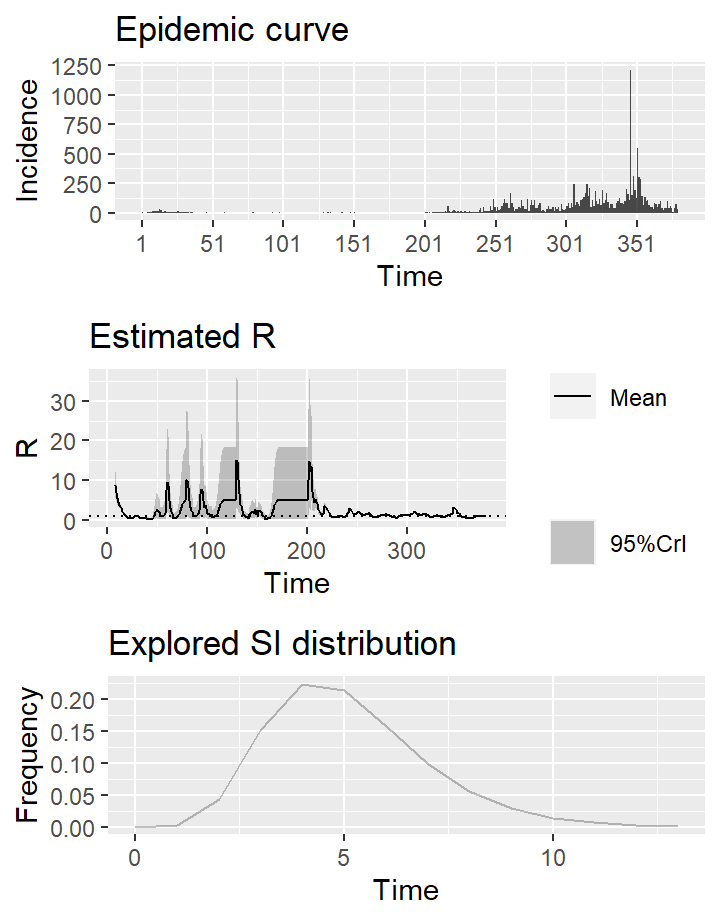 Epidemic curve
1250
1000
750
500
250
0
Incidence
1 51 101 151 201 251 301 351
Time
Estimated R
30
20
10
0
R
0 100 200 300
Time
Mean
95%CrI
Explored SI distribution
0.20
0.15
0.10
0.05
0.00
Frequency
0 5 10
Time